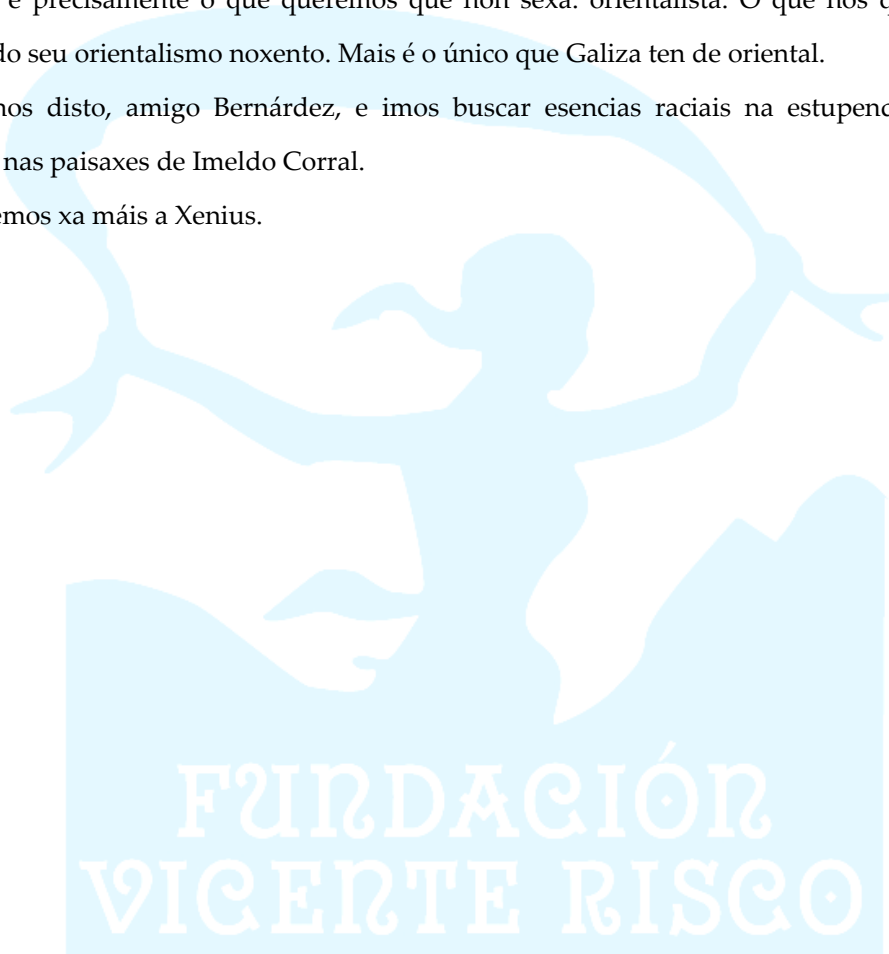 é precisamente o que queremos que non sexa: orientalista. O que nos q
do seu orientalismo noxento. Mais é o único que Galiza ten de oriental.
nos disto, amigo Bernárdez, e imos buscar esencias raciais na estupend
nas paisaxes de Imeldo Corral.
emos xa máis a Xenius.
FUNDACIÓN
VICENTE RISCO